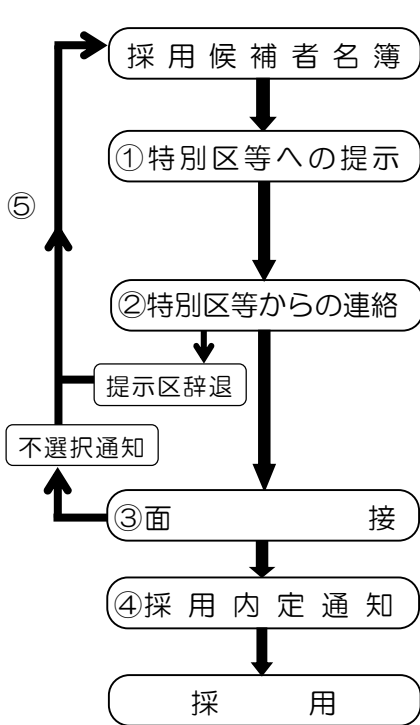 採用候補者名簿
①特別区等への提示
⑤
②特別区等からの連絡
提示区辞退
不選択通知
③面接
④採用内定通知
採用